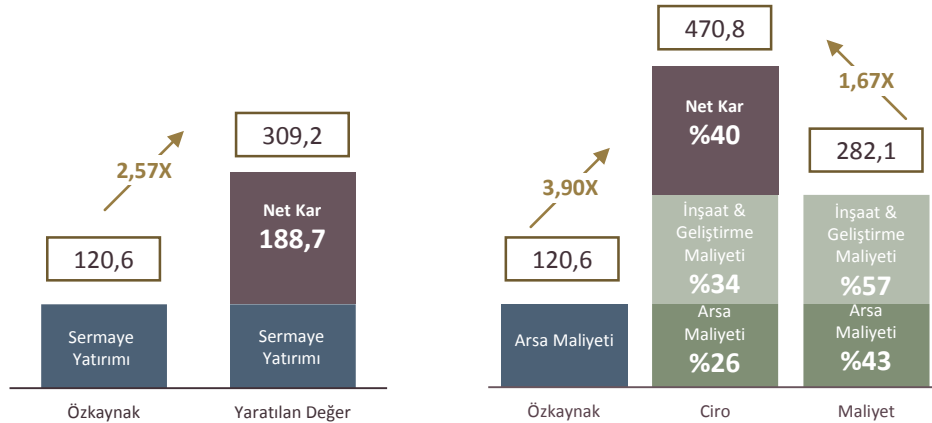 309,2
2,57X
Net Kar
188,7
120,6
Sermaye
Yatırımı
Sermaye
Yatırımı
Özkaynak
Yaratılan Değer
470,8
1,67X
Net Kar
%40
282,1
3,90X
120,6
İnşaat &
Geliştirme
Maliyeti
%34
İnşaat &
Geliştirme
Maliyeti
%57
Arsa Maliyeti
Arsa
Maliyeti
%26
Arsa
Maliyeti
%43
Özkaynak
Ciro
Maliyet